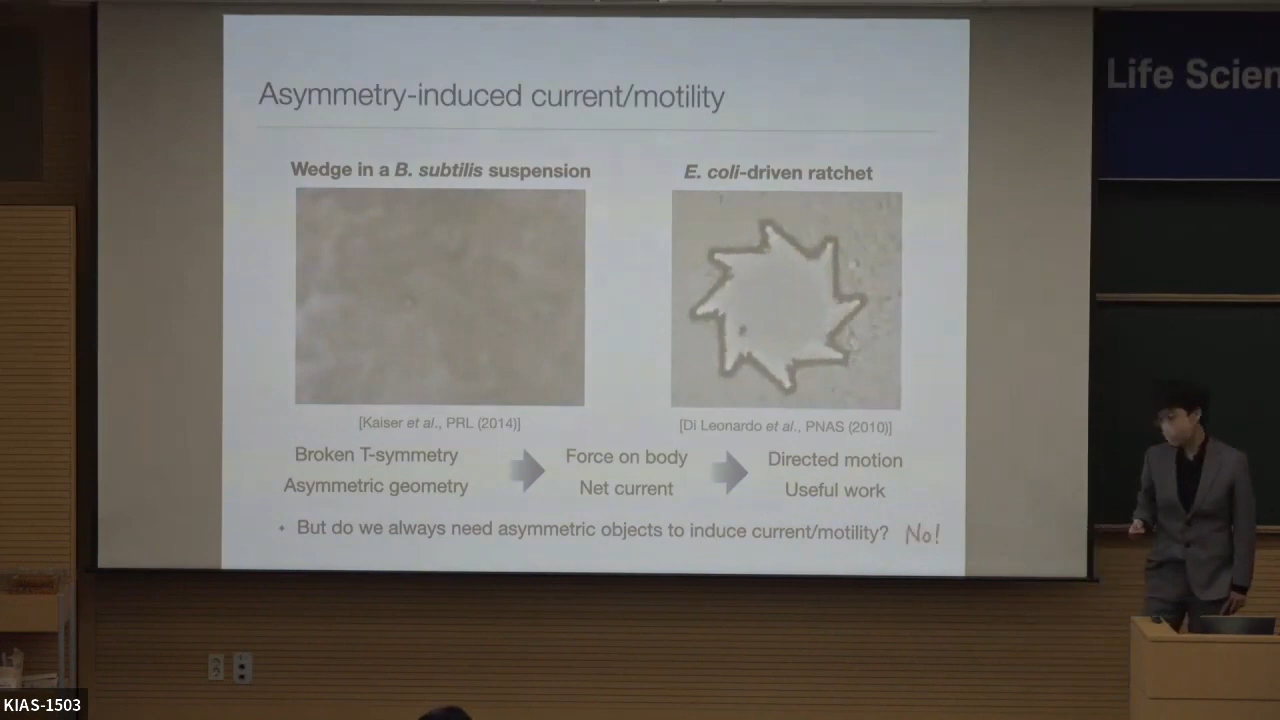 Asymmetry-induced current/motility
Wedge in a B. subtilis suspension
E. coli-driven ratchet
[Kaiser et al., PRL (2014)]
[Di Leonardo et al., PNAS (2010)]
Broken T-symmetry
Asymmetric geometry
Force on body
Net current
Directed motion
Useful work
• But do we always need asymmetric objects to induce current/motility? No!
Life Scien
KIAS-1503